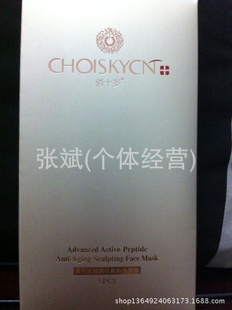 CHOISKYCN
张斌(个体经营)
Advanced Active Peptide
Anti-Aging Sculpting Face Mask
5PCS
shop1364924063173.1688.com